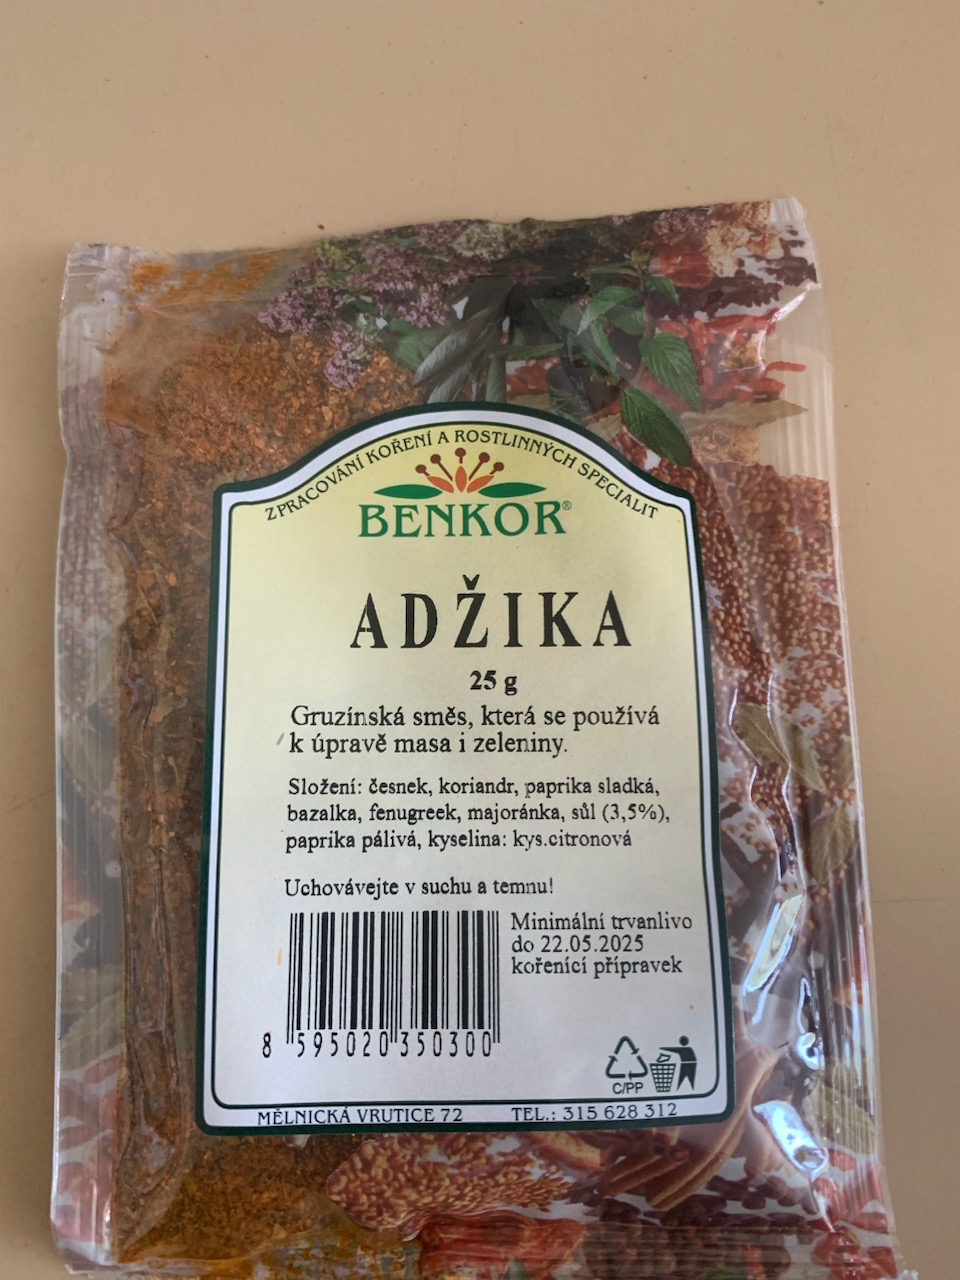 ZPRACOVÁNÍ KOŘENÍ A ROSTLINNÝCH SPECIALIT
BENKOR®
ADŽIKA
25 g
Gruzínská směs, která se používá
k úpravě masa i zeleniny.
Složení: česnek, koriandr, paprika sladká,
bazalka, fenugreek, majoránka, sůl (3,5%),
paprika pálivá, kyselina: kys.citronová
Uchovávejte v suchu a temnu!
Minimální trvanlivo
do 22.05.2025
kořenící přípravek
8 595020 350300
C/PP
MĚLNICKÁ VRUTICE 72 TEL.: 315 628 312